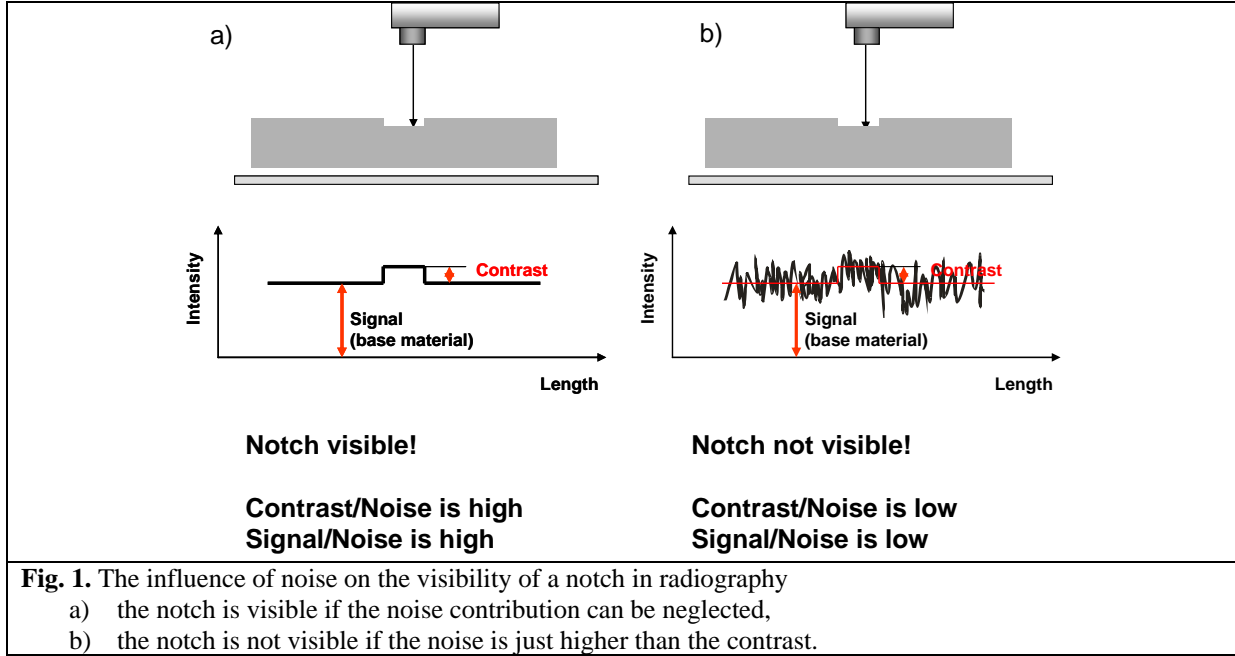 a)
Intensity
Contrast
Signal
(base material)
Length
Notch visible!
Contrast/Noise is high
Signal/Noise is high
b)
Intensity
Contrast
Signal
(base material)
Length
Notch not visible!
Contrast/Noise is low
Signal/Noise is low
Fig. 1. The influence of noise on the visibility of a notch in radiography
a) the notch is visible if the noise contribution can be neglected,
b) the notch is not visible if the noise is just higher than the contrast.